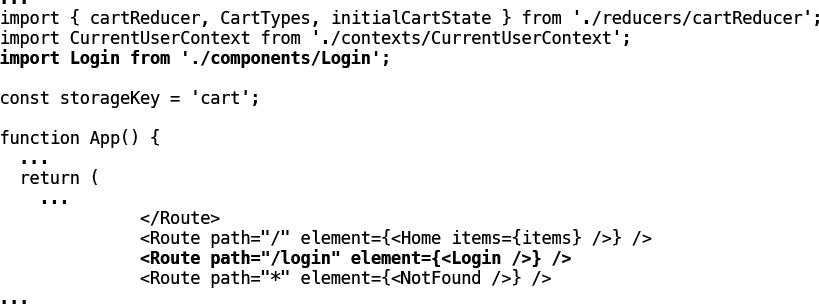 ...
import { cartReducer, CartTypes, initialCartState } from './reducers/cartReducer';
import CurrentUserContext from './contexts/CurrentUserContext';
import Login from './components/Login';
const storageKey = 'cart';
function App() {
...
return (
...
</Route>
<Route path="/" element={<Home items={items} />} />
<Route path="/login" element={<Login />} />
<Route path="*" element={<NotFound />} />
...